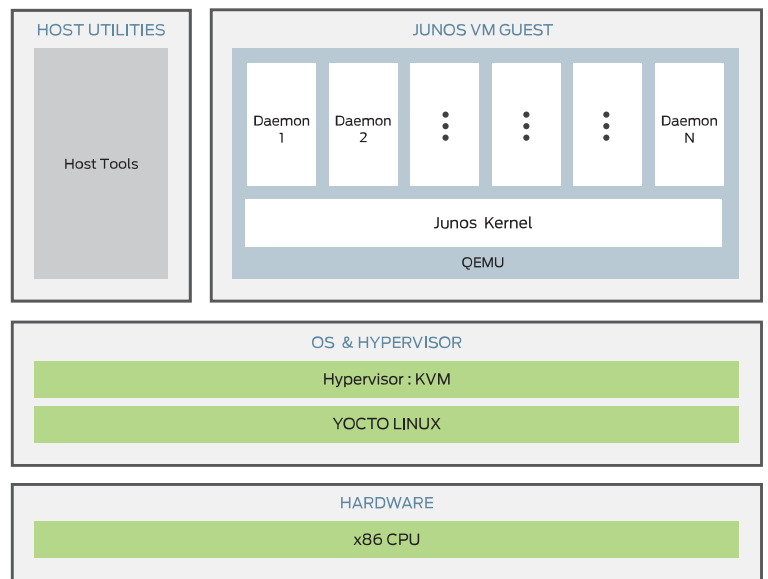 HOST UTILITIES
Host Tools
JUNOS VM GUEST
Daemon
1
Daemon
2
Daemon
N
Junos Kernel
QEMU
OS & HYPERVISOR
Hypervisor : KVM
YOCTO LINUX
HARDWARE
x86 CPU